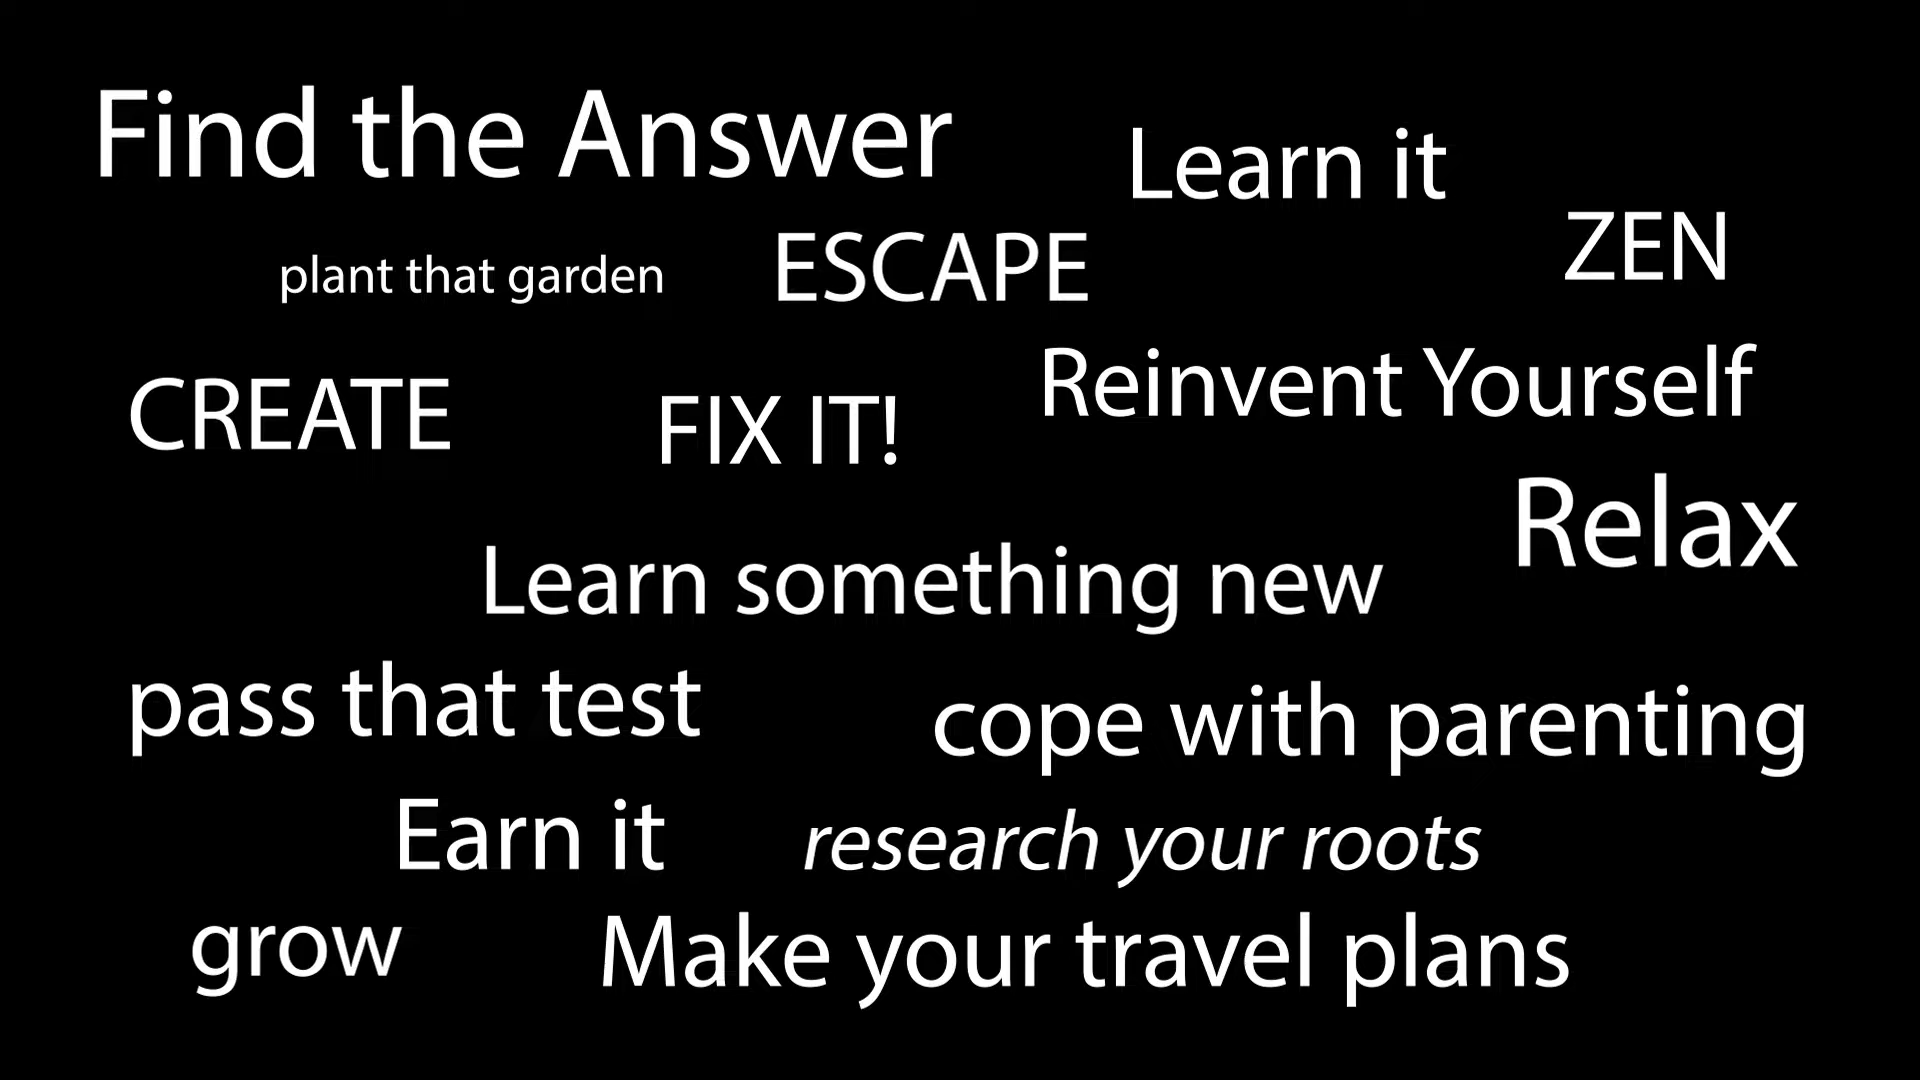 Find the Answer
Learn it
plant that garden
ESCAPE
ZEN
CREATE
FIX IT!
Reinvent Yourself
Relax
Learn something new
pass that test
cope with parenting
Earn it
research your roots
grow
Make your travel plans